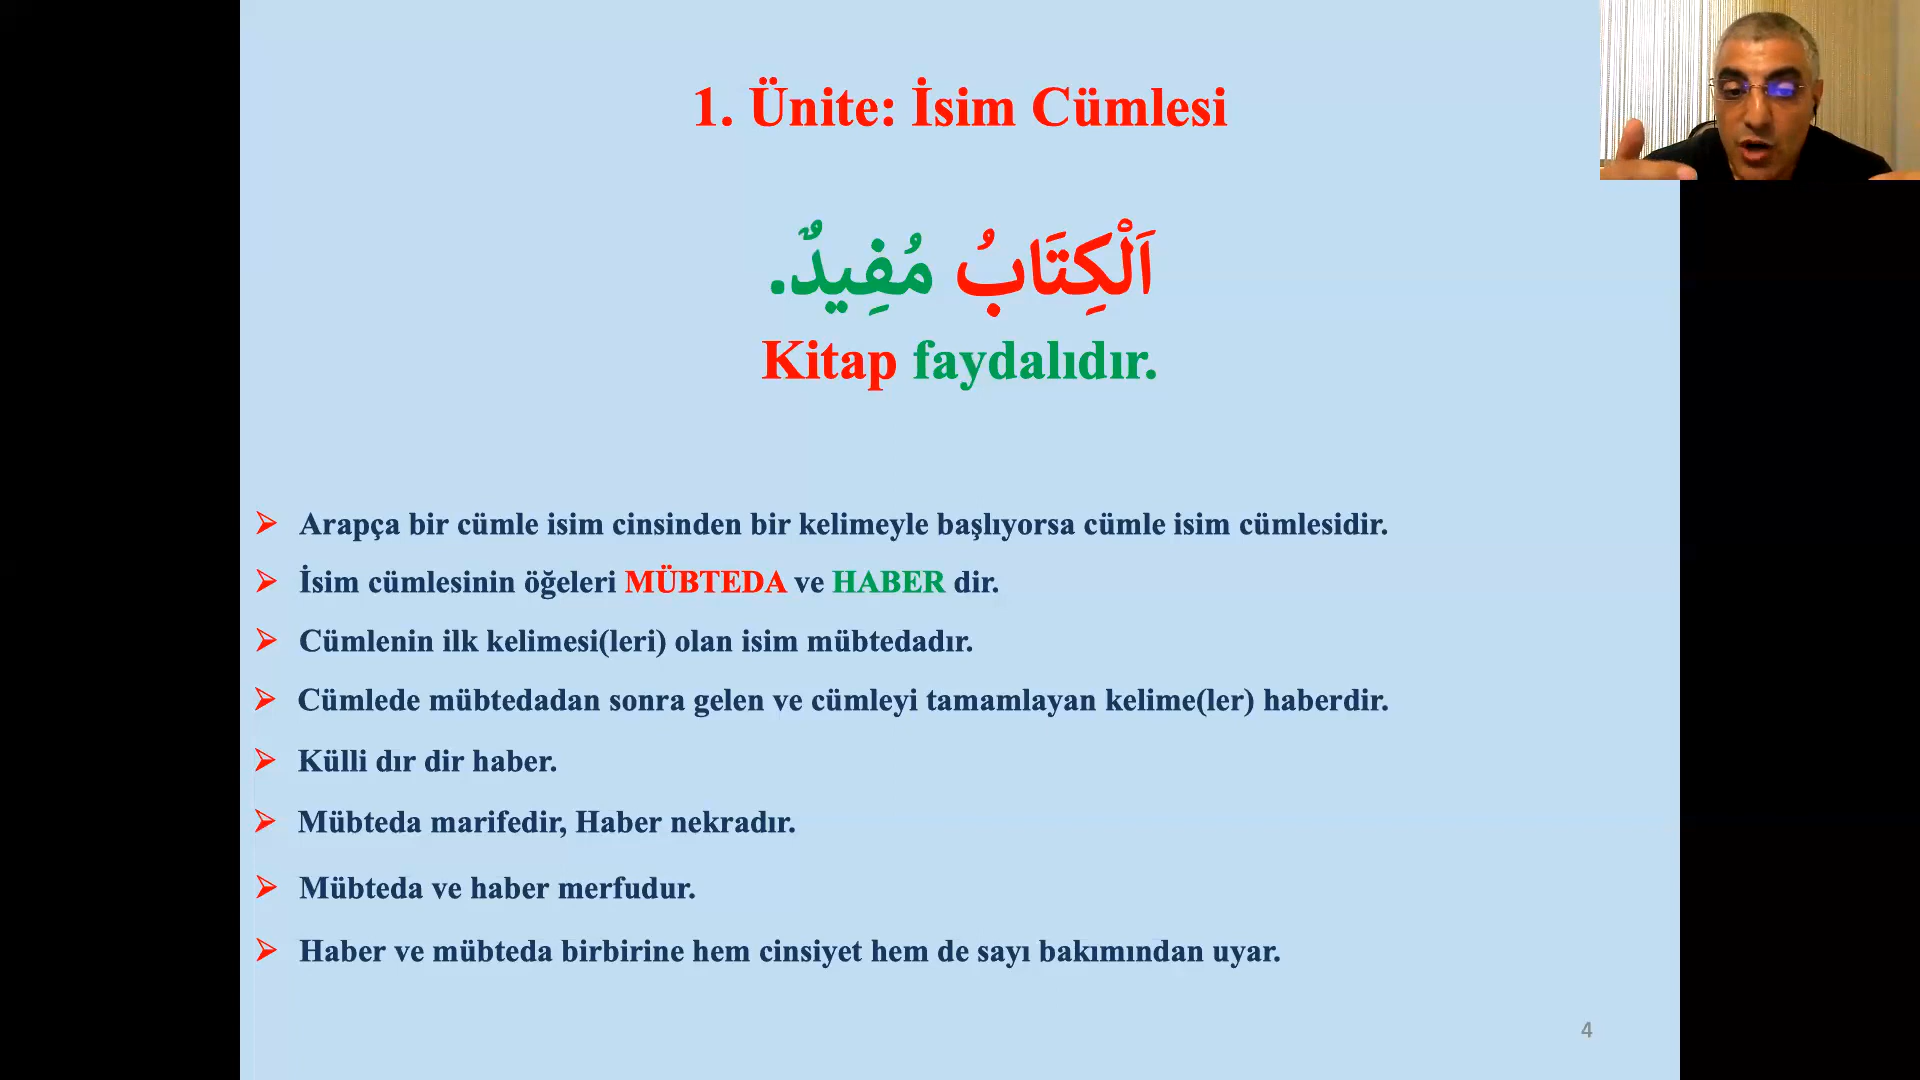 1. Ünite: İsim Cümlesi
اَلْكِتَابُ مُفِيدٌ.
Kitap faydalıdır.
➢ Arapça bir cümle isim cinsinden bir kelimeyle başlıyorsa cümle isim cümlesidir.
➢ İsim cümlesinin öğeleri MÜBTEDA ve HABER dir.
➢ Cümlenin ilk kelimesi(leri) olan isim mübtedadır.
➢ Cümlede mübtedadan sonra gelen ve cümleyi tamamlayan kelime(ler) haberdir.
➢ Külli dır dir haber.
➢ Mübteda marifedir, Haber nekradır.
➢ Mübteda ve haber merfudur.
➢ Haber ve mübteda birbirine hem cinsiyet hem de sayı bakımından uyar.
4